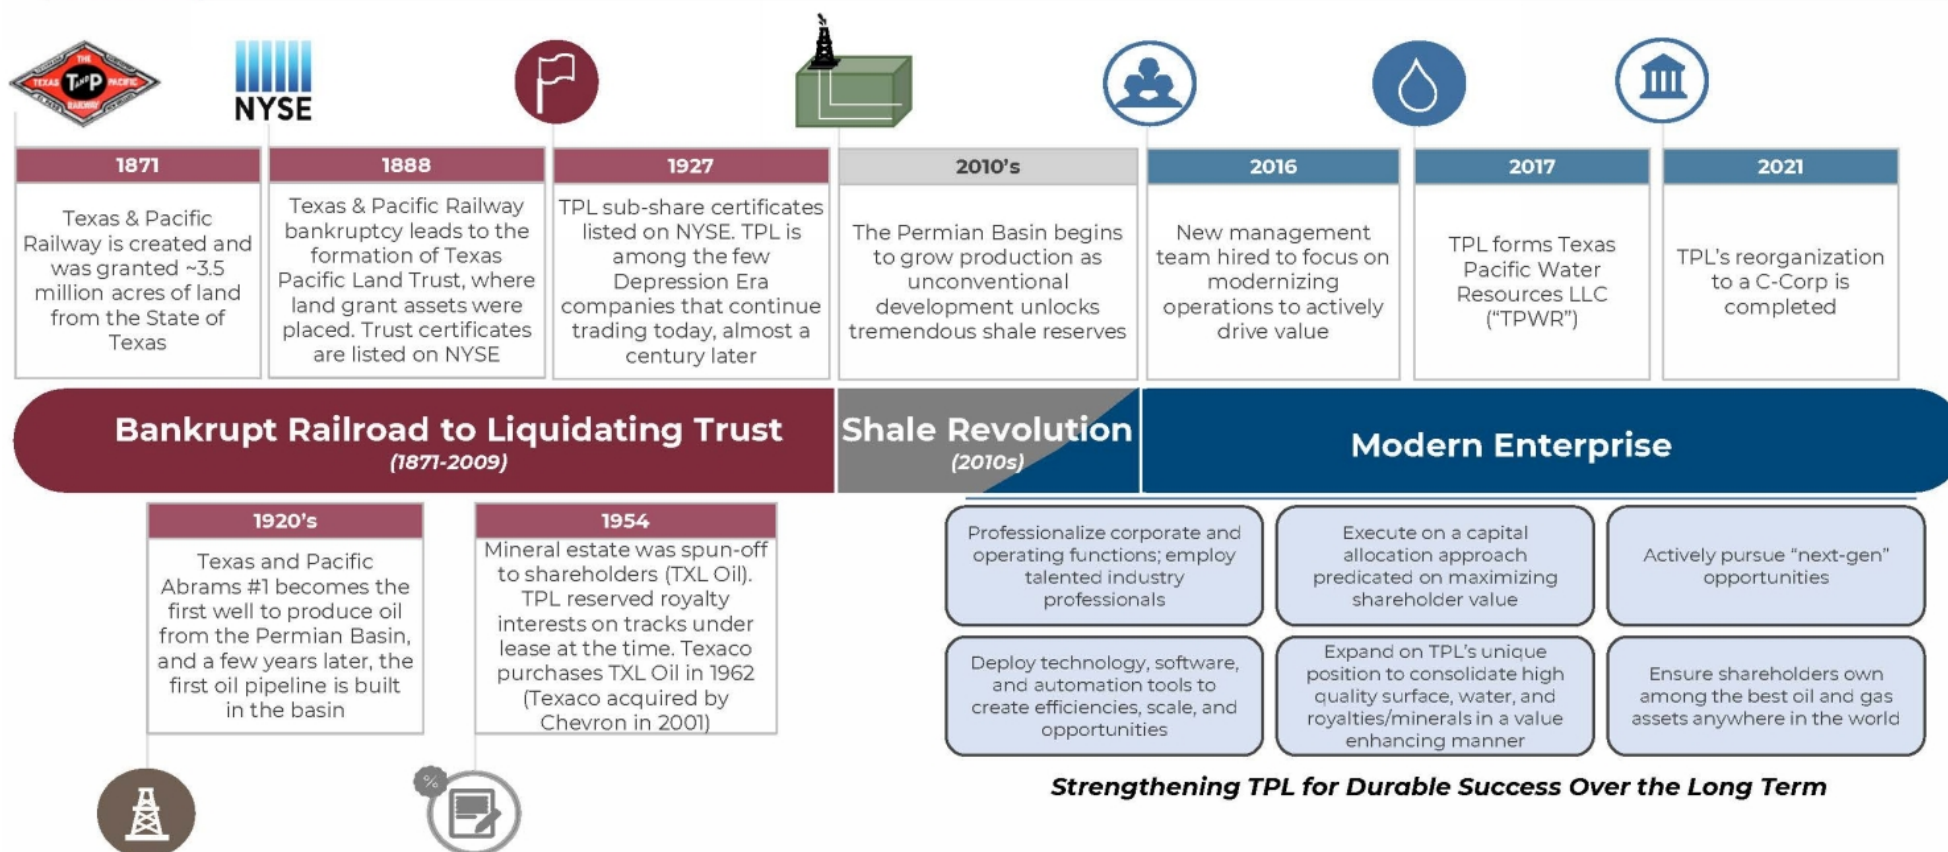 THE
TEXAS T AND P PACIFIC
RAILWAY
NYSE
1871
Texas & Pacific
Railway is created and
was granted ~3.5
million acres of land
from the State of
Texas
1888
Texas & Pacific Railway
bankruptcy leads to the
formation of Texas
Pacific Land Trust, where
land grant assets were
placed. Trust certificates
are listed on NYSE
1927
TPL sub-share certificates
listed on NYSE. TPL is
among the few
Depression Era
companies that continue
trading today, almost a
century later
2010's
The Permian Basin begins
to grow production as
unconventional
development unlocks
tremendous shale reserves
2016
New management
team hired to focus on
modernizing
operations to actively
drive value
2017
TPL forms Texas
Pacific Water
Resources LLC
(“TPWR”)
2021
TPL’s reorganization
to a C-Corp is
completed
Bankrupt Railroad to Liquidating Trust
(1871-2009)
Shale Revolution
(2010s)
Modern Enterprise
1920’s
Texas and Pacific
Abrams #1 becomes the
first well to produce oil
from the Permian Basin,
and a few years later, the
first oil pipeline is built
in the basin
1954
Mineral estate was spun-off
to shareholders (TXL Oil).
TPL reserved royalty
interests on tracks under
lease at the time. Texaco
purchases TXL Oil in 1962
(Texaco acquired by
Chevron in 2001)
%
Professionalize corporate and
operating functions; employ
talented industry
professionals
Execute on a capital
allocation approach
predicated on maximizing
shareholder value
Actively pursue “next-gen”
opportunities
Deploy technology, software,
and automation tools to
create efficiencies, scale, and
opportunities
Expand on TPL’s unique
position to consolidate high
quality surface, water, and
royalties/minerals in a value
enhancing manner
Ensure shareholders own
among the best oil and gas
assets anywhere in the world
Strengthening TPL for Durable Success Over the Long Term